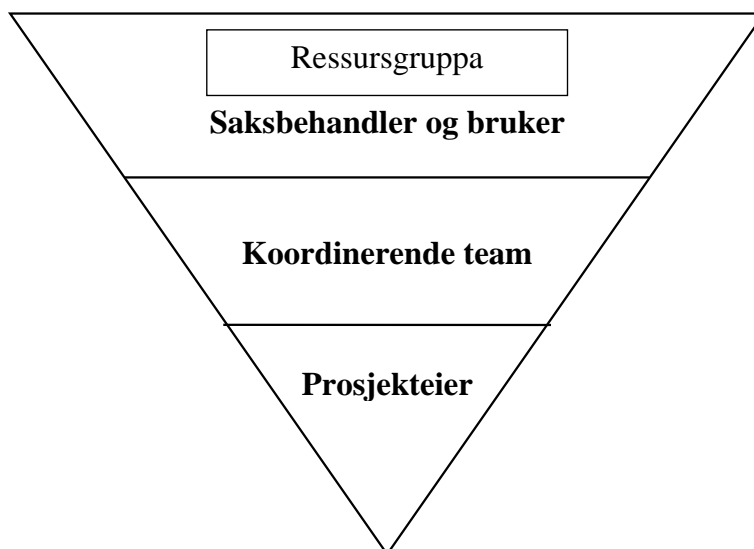 Ressursgruppa
Saksbehandler og bruker
Koordinerende team
Prosjekteier